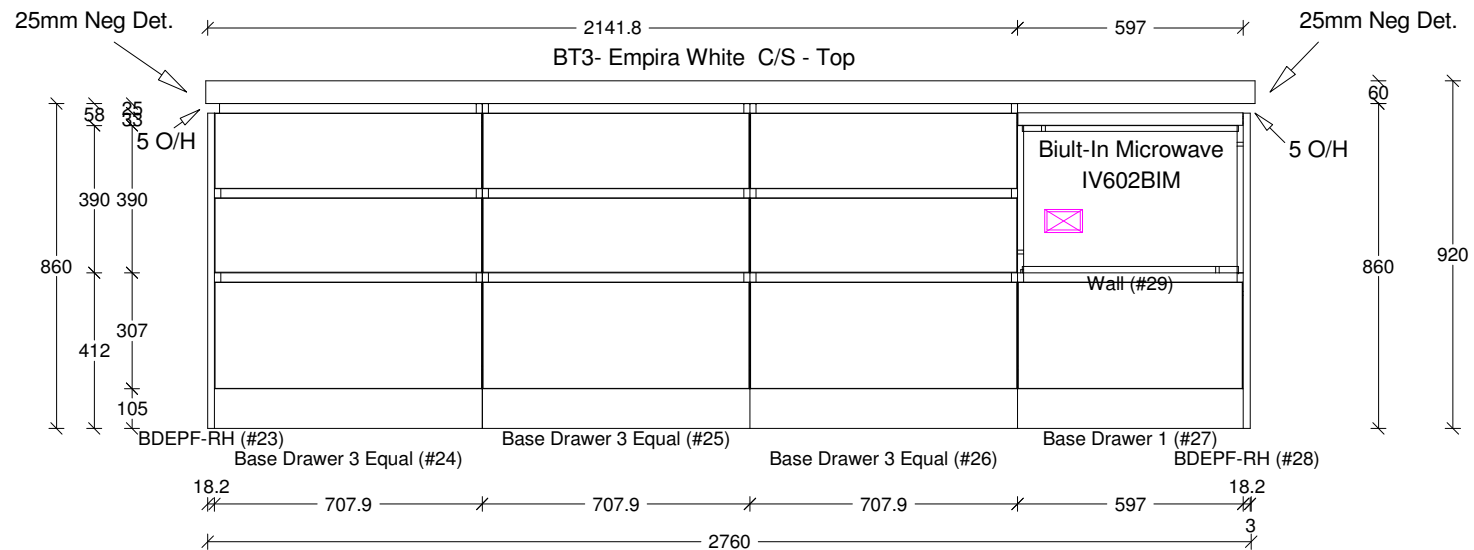 25mm Neg Det.
2141.8
597
25mm Neg Det.
BT3- Empira White C/S - Top
58
25
33
60
5 O/H
5 O/H
Biult-In Microwave
IV602BIM
390
390
860
860
920
Wall (#29)
307
412
105
BDEPF-RH (#23)
Base Drawer 3 Equal (#25)
Base Drawer 1 (#27)
Base Drawer 3 Equal (#24)
Base Drawer 3 Equal (#26)
BDEPF-RH (#28)
18.2
707.9
707.9
707.9
597
18.2
3
2760